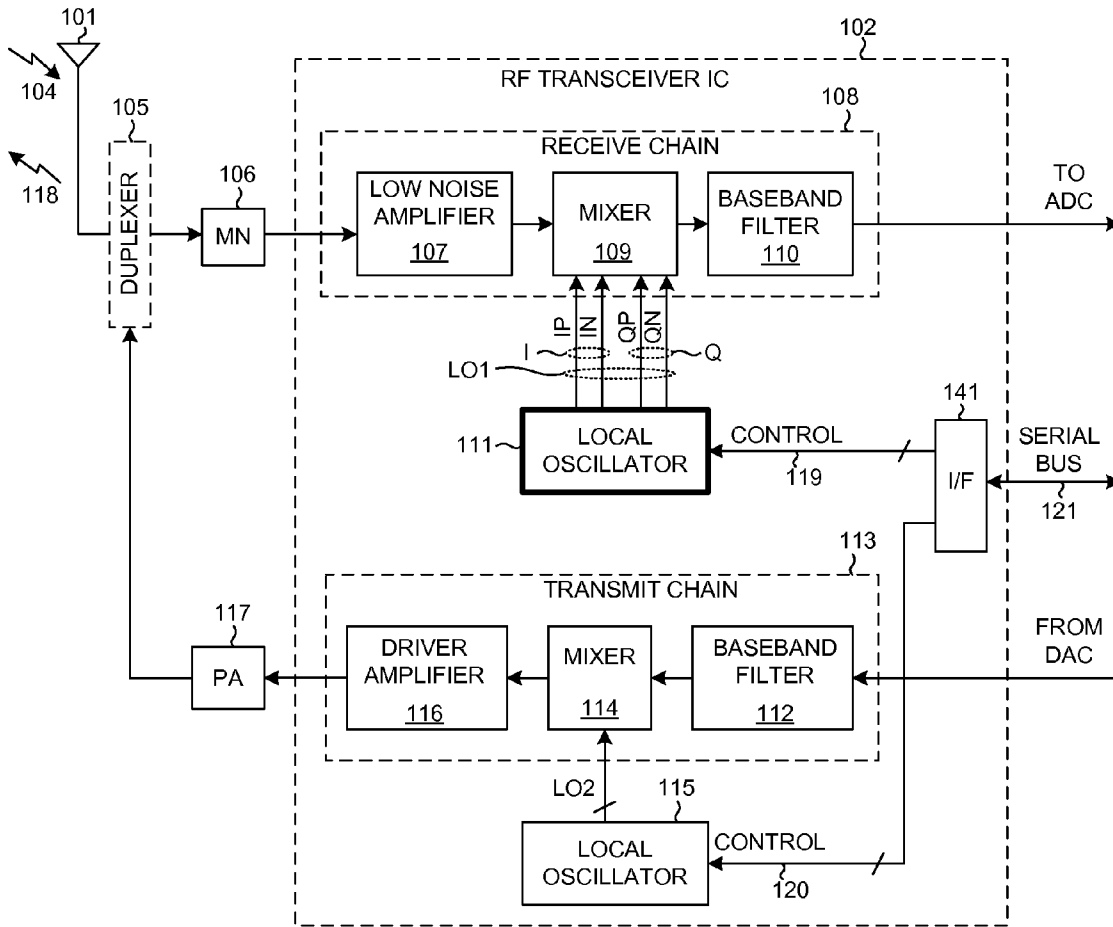 101
102
RF TRANSCEIVER IC
104
105
108
RECEIVE CHAIN
118
DUPLEXER
106
MN
LOW NOISE
AMPLIFIER
107
MIXER
109
BASEBAND
FILTER
110
TO
ADC
IP
IN
QP
QN
I
Q
LO1
111
LOCAL
OSCILLATOR
CONTROL
119
141
I/F
SERIAL
BUS
121
113
TRANSMIT CHAIN
117
PA
DRIVER
AMPLIFIER
116
MIXER
114
BASEBAND
FILTER
112
FROM
DAC
LO2
115
LOCAL
OSCILLATOR
CONTROL
120